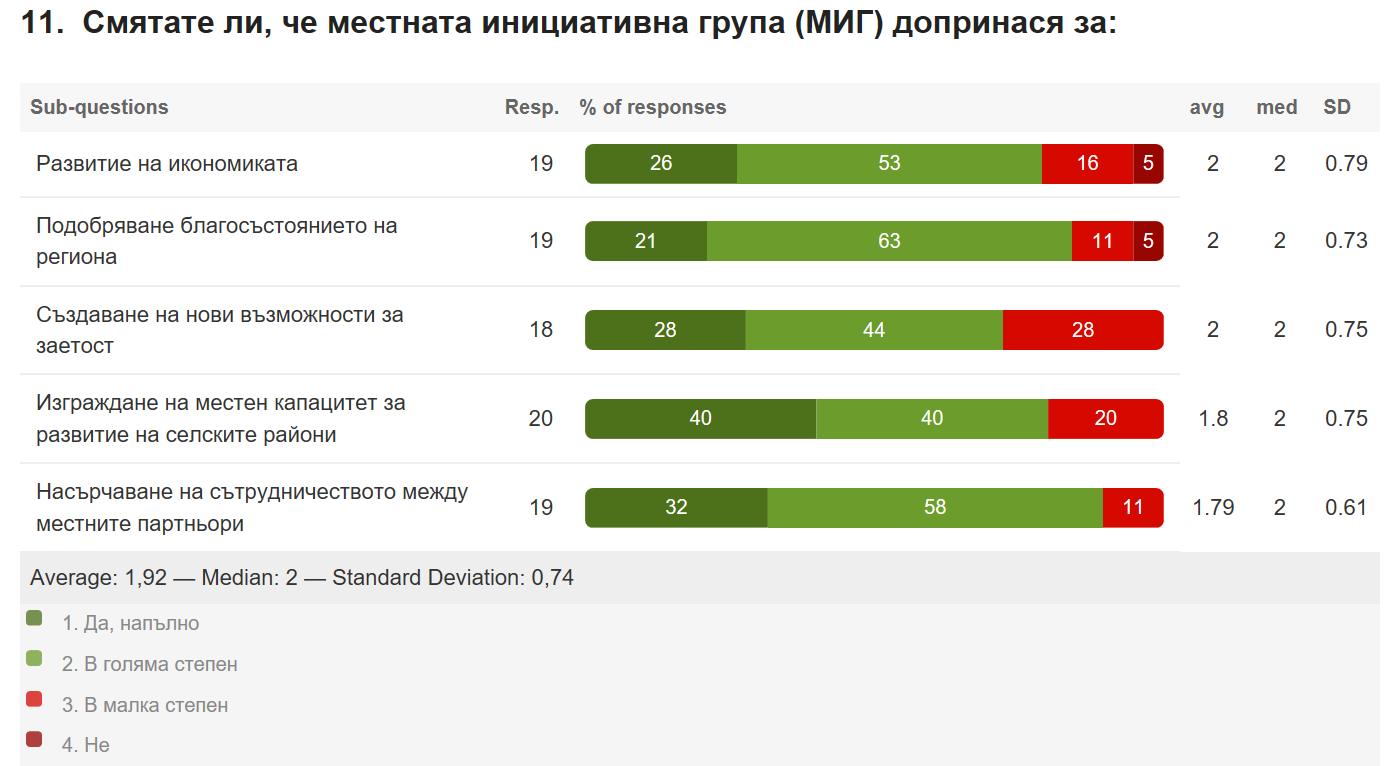 11. Смятате ли, че местната инициативна група (МИГ) допринася за:
Sub-questions Resp. % of responses avg med SD
Развитие на икономиката 19 26 53 16 5 2 2 0.79
Подобряване благосъстоянието на
региона 19 21 63 11 5 2 2 0.73
Създаване на нови възможности за
заетост 18 28 44 28 2 2 0.75
Изграждане на местен капацитет за
развитие на селските райони 20 40 40 20 1.8 2 0.75
Насърчаване на сътрудничеството между
местните партньори 19 32 58 11 1.79 2 0.61
Average: 1,92 — Median: 2 — Standard Deviation: 0,74
1. Да, напълно
2. В голяма степен
3. В малка степен
4. Не